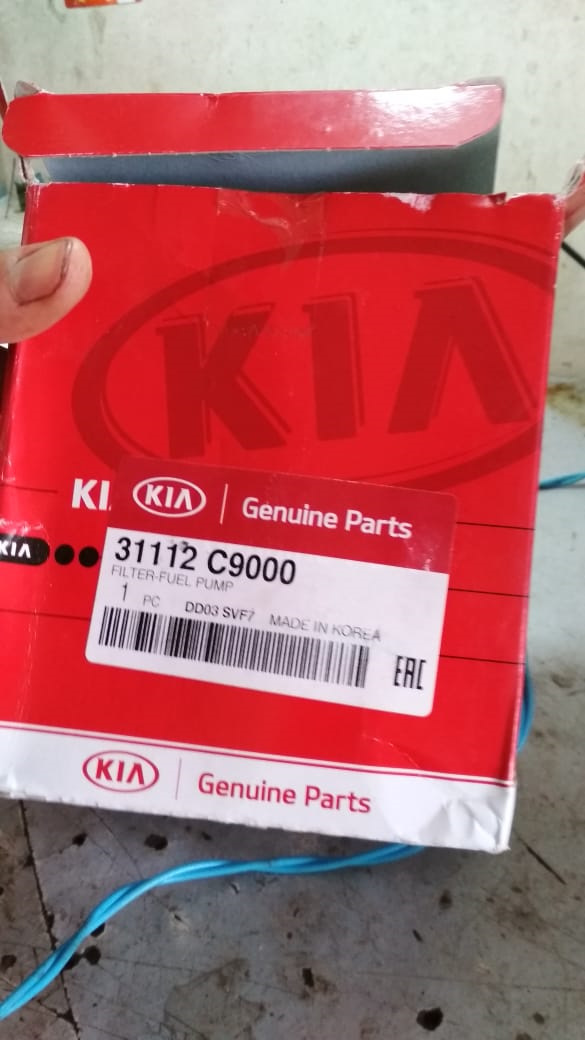 KIA
KI
KIA | Genuine Parts
KIA
31112 C9000
FILTER-FUEL PUMP
1 PC DD03 SVF7 MADE IN KOREA
EAC
KIA | Genuine Parts